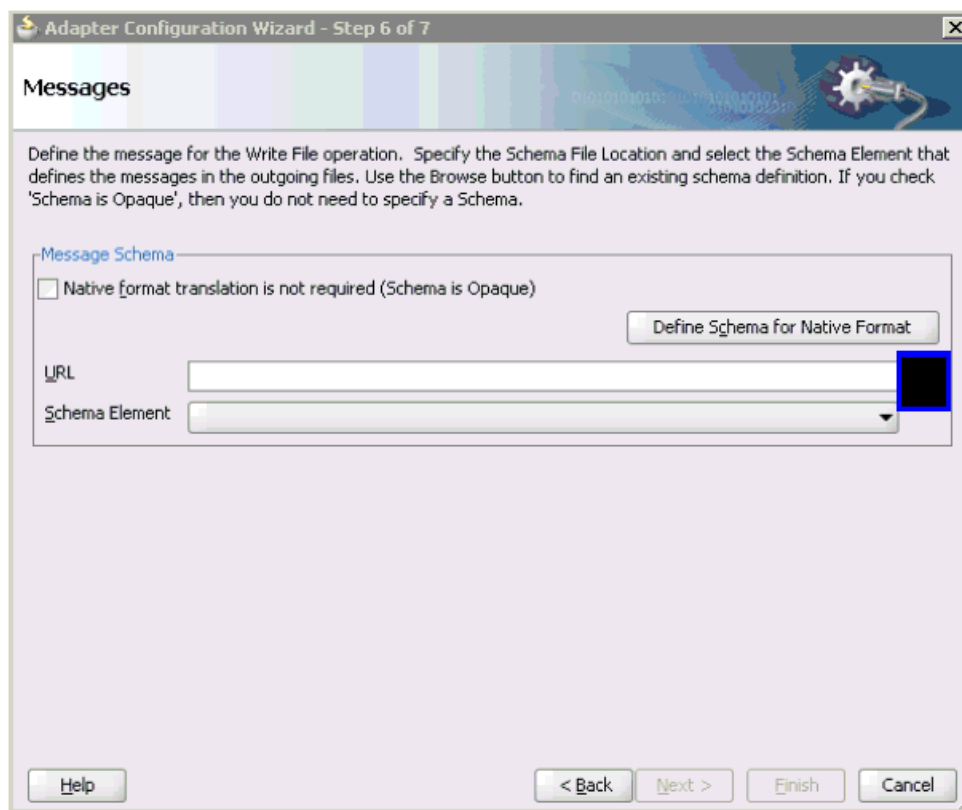 Adapter Configuration Wizard - Step 6 of 7
Messages
Define the message for the Write File operation.  Specify the Schema File Location and select the Schema Element that
defines the messages in the outgoing files. Use the Browse button to find an existing schema definition. If you check
'Schema is Opaque', then you do not need to specify a Schema.
Message Schema
Native format translation is not required (Schema is Opaque)
Define Schema for Native Format
URL
Schema Element
Help
< Back
Next >
Finish
Cancel